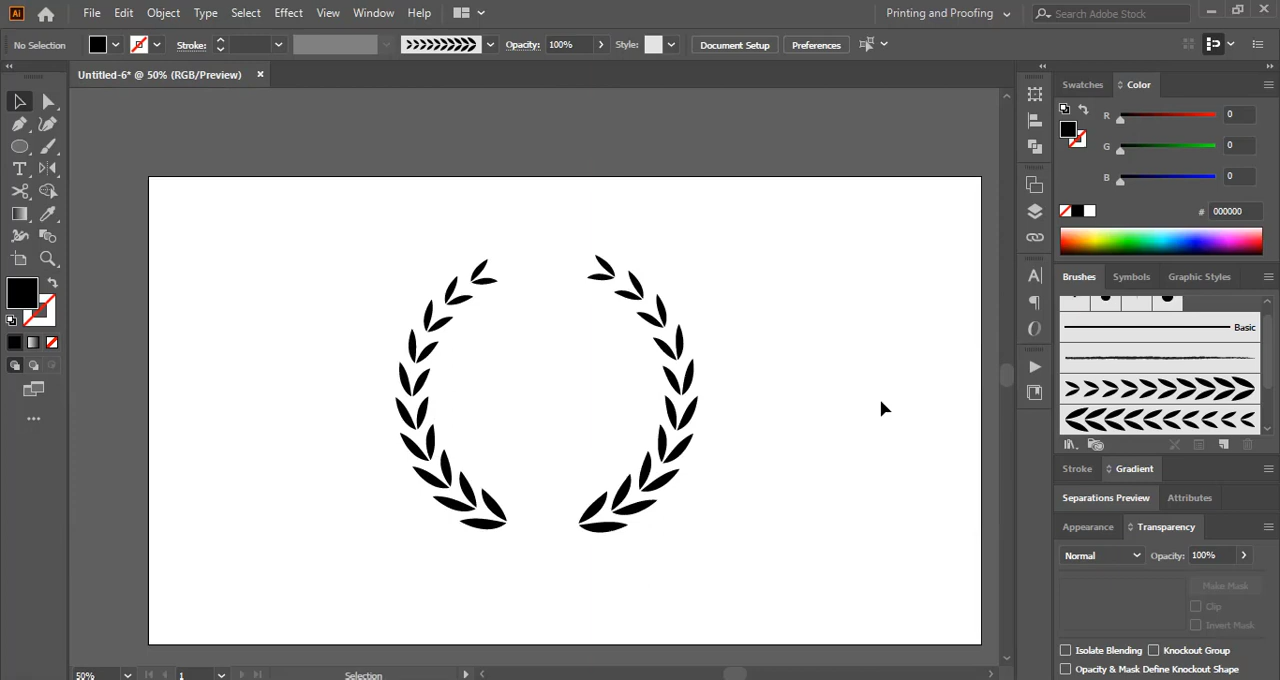 Ai File Edit Object Type Select Effect View Window Help Printing and Proofing Search Adobe Stock
No Selection Stroke: Opacity: 100% Style: Document Setup Preferences
Untitled-6* @ 50% (RGB/Preview)
Swatches Color
R 0
G 0
B 0
# 000000
Brushes Symbols Graphic Styles
Basic
Stroke Gradient
Separations Preview Attributes
Appearance Transparency
Normal Opacity: 100%
Make Mask
Clip
Invert Mask
Isolate Blending Knockout Group
Opacity & Mask Define Knockout Shape
50% 1 Selection